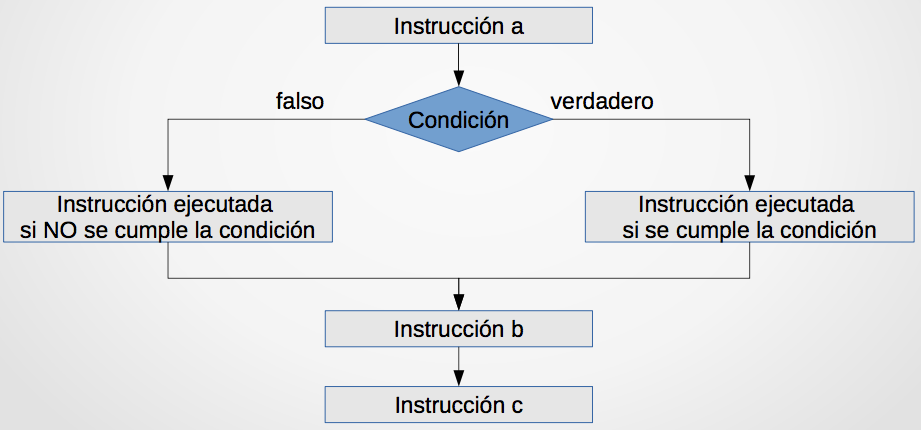 Instrucción a
falso
verdadero
Condición
Instrucción ejecutada
si NO se cumple la condición
Instrucción ejecutada
si se cumple la condición
Instrucción b
Instrucción c